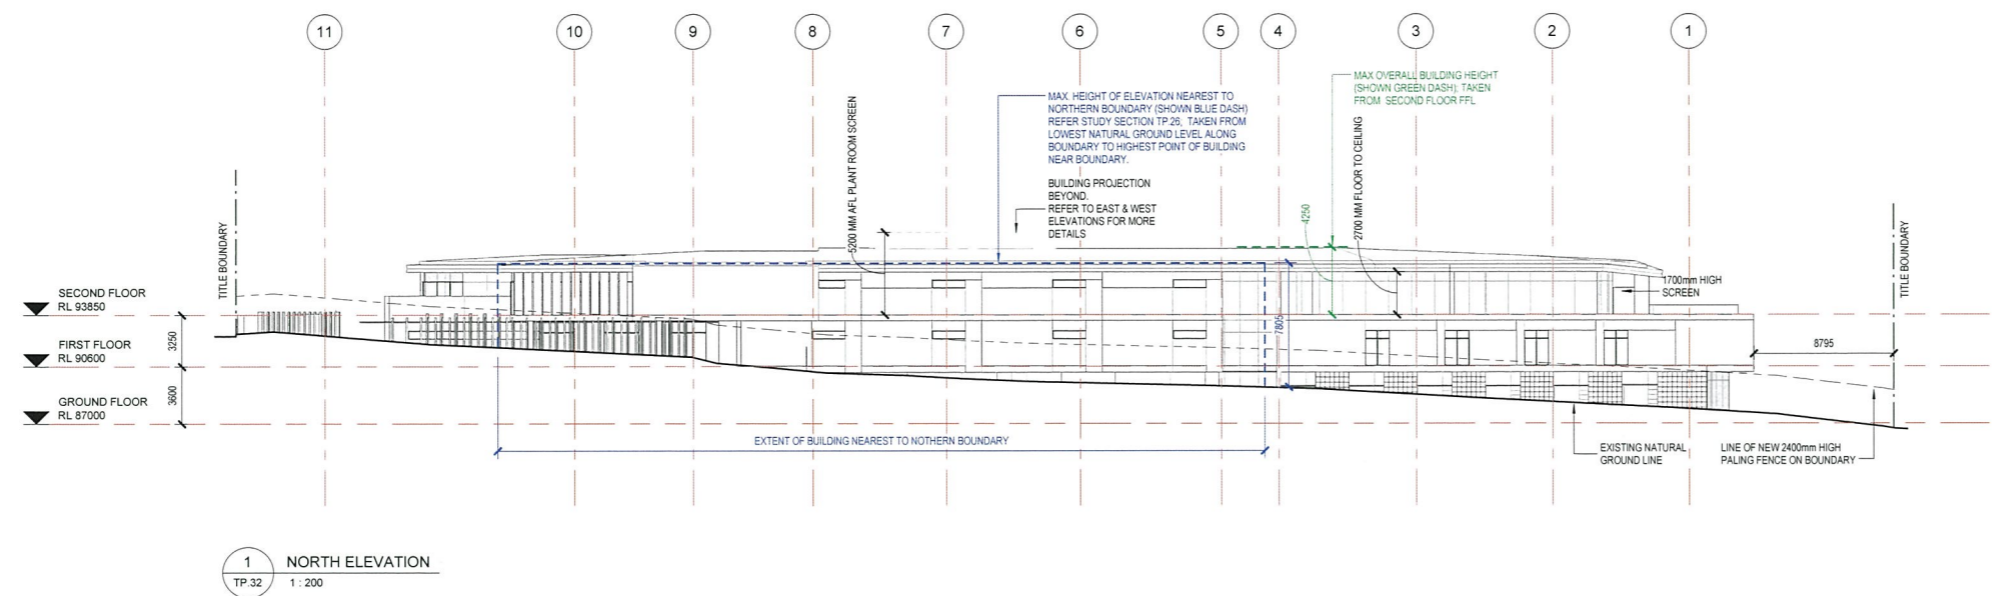 11
10
9
8
7
6
5
4
3
2
1
MAX. HEIGHT OF ELEVATION NEAREST TO
NORTHERN BOUNDARY (SHOWN BLUE DASH)
REFER STUDY SECTION TP.26, TAKEN FROM
LOWEST NATURAL GROUND LEVEL ALONG
BOUNDARY TO HIGHEST POINT OF BUILDING
NEAR BOUNDARY.
MAX OVERALL BUILDING HEIGHT
(SHOWN GREEN DASH); TAKEN
FROM SECOND FLOOR FFL
5200 MM AFL PLANT ROOM SCREEN
BUILDING PROJECTION
BEYOND.
REFER TO EAST & WEST
ELEVATIONS FOR MORE
DETAILS
4250
2700 MM FLOOR TO CEILING
TITLE BOUNDARY
TITLE BOUNDARY
1700mm HIGH
SCREEN
SECOND FLOOR
RL 93850
3250
FIRST FLOOR
RL 90600
3600
GROUND FLOOR
RL 87000
7805
8795
EXTENT OF BUILDING NEAREST TO NOTHERN BOUNDARY
EXISTING NATURAL
GROUND LINE
LINE OF NEW 2400mm HIGH
PALING FENCE ON BOUNDARY
1
TP.32
NORTH ELEVATION
1 : 200